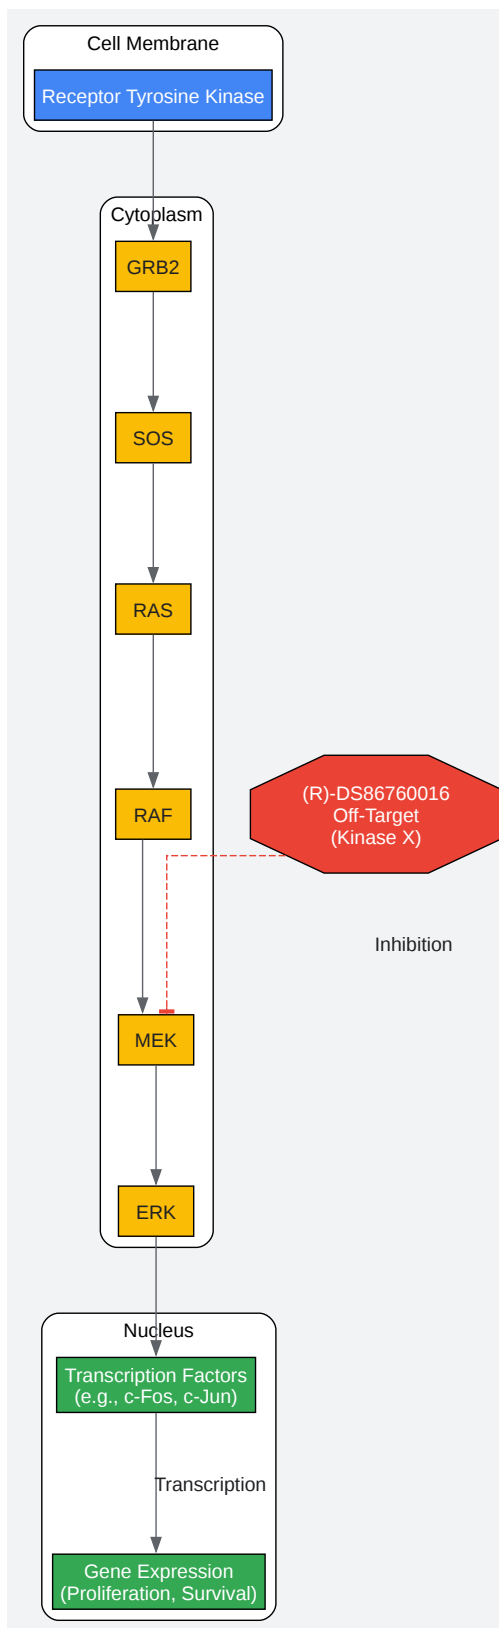 Cell Membrane
Receptor Tyrosine Kinase
Cytoplasm
GRB2
SOS
RAS
RAF
(R)-DS86760016
Off-Target
(Kinase X)
Inhibition
MEK
ERK
Nucleus
Transcription Factors
(e.g., c-Fos, c-Jun)
Transcription
Gene Expression
(Proliferation, Survival)